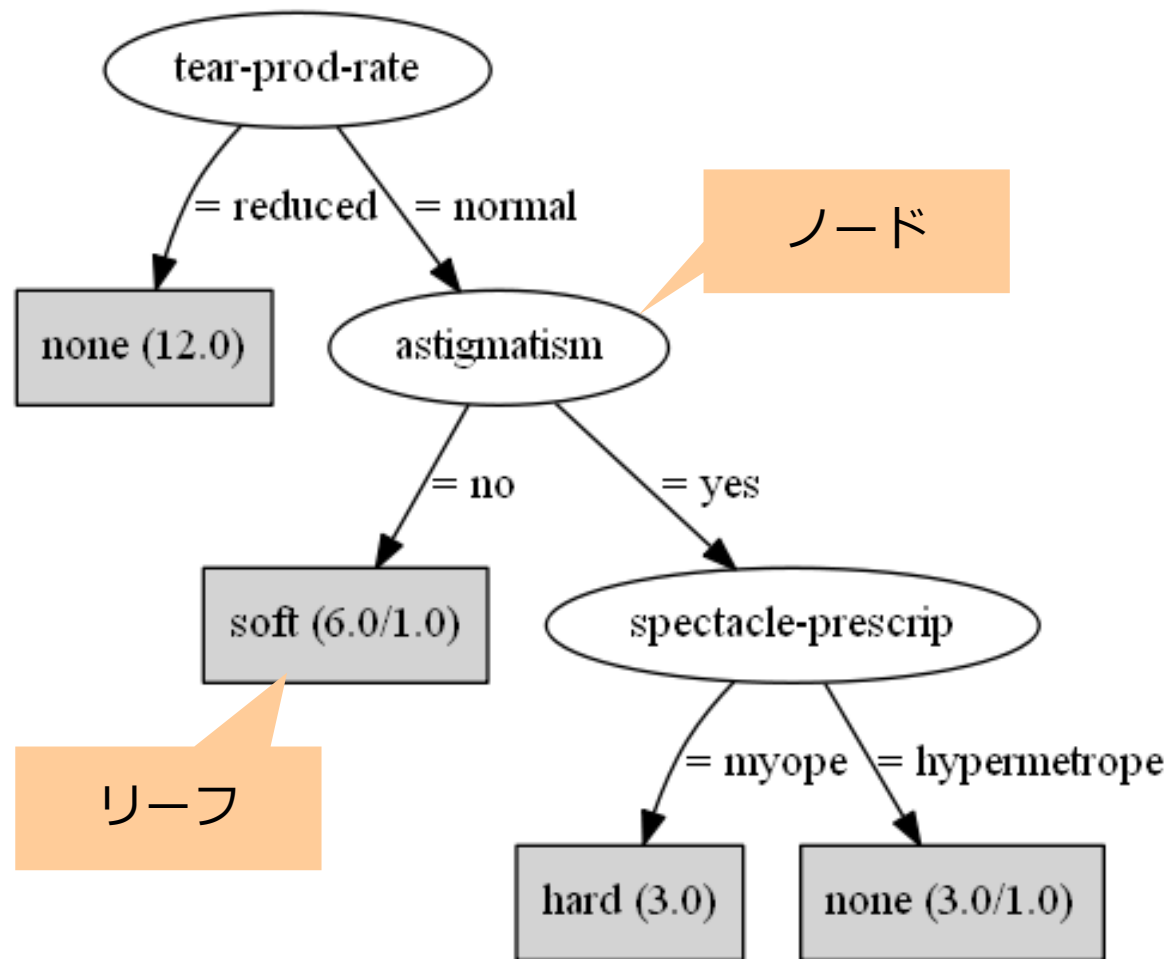 tear-prod-rate
= reduced
= normal
ノード
none (12.0)
astigmatism
= no
= yes
soft (6.0/1.0)
spectacle-prescrip
リーフ
= myope
= hypermetrope
hard (3.0)
none (3.0/1.0)